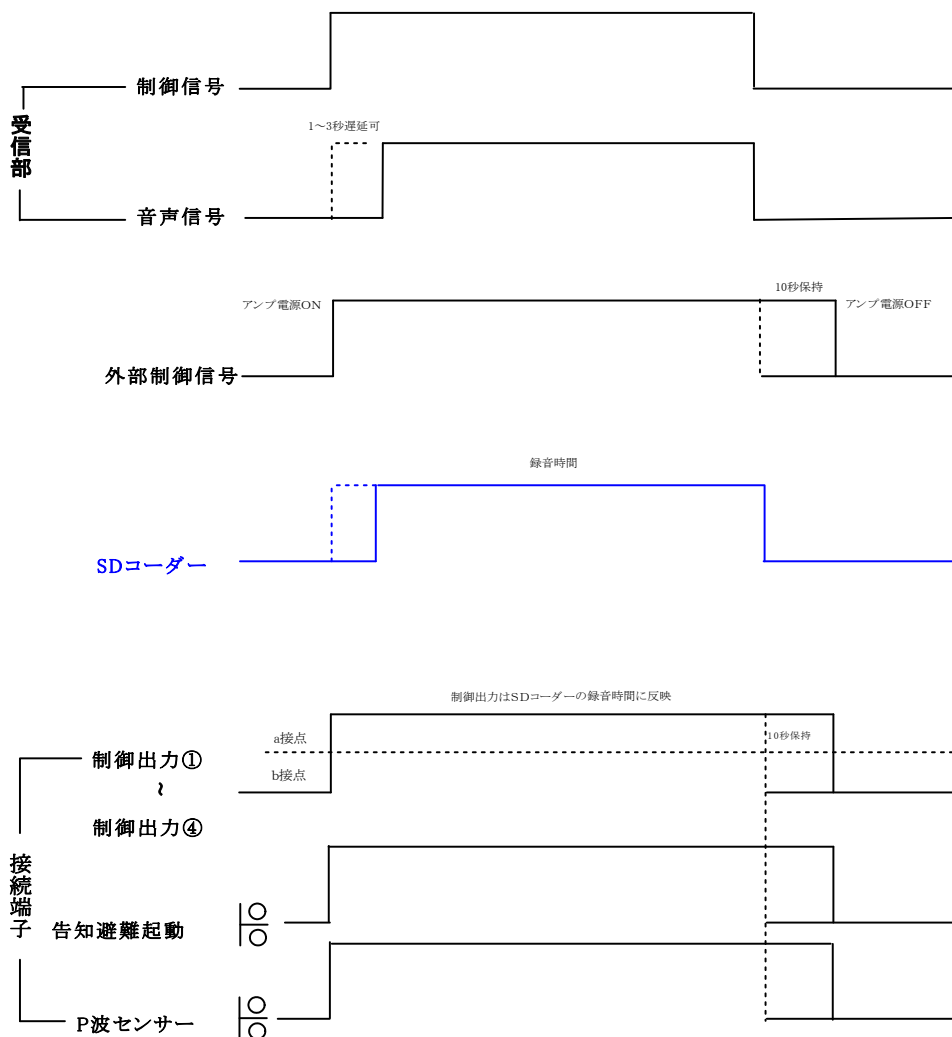 制御信号
受信部
1～3秒遅延可
音声信号
10秒保持
アンプ電源ON
アンプ電源OFF
外部制御信号
録音時間
SDコーダー
制御出力はSDコーダーの録音時間に反映
a接点
10秒保持
制御出力①
b接点
～
制御出力④
接続端子
告知避難起動
P波センサー